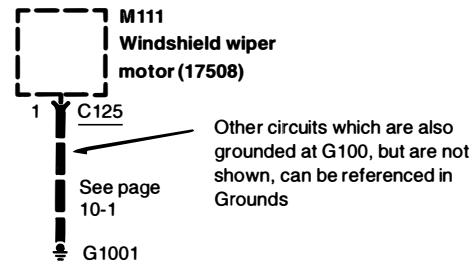 M111
Windshield wiper
motor (17508)
1 C125
Other circuits which are also
grounded at G100, but are not
shown, can be referenced in
Grounds
See page
10-1
G1001